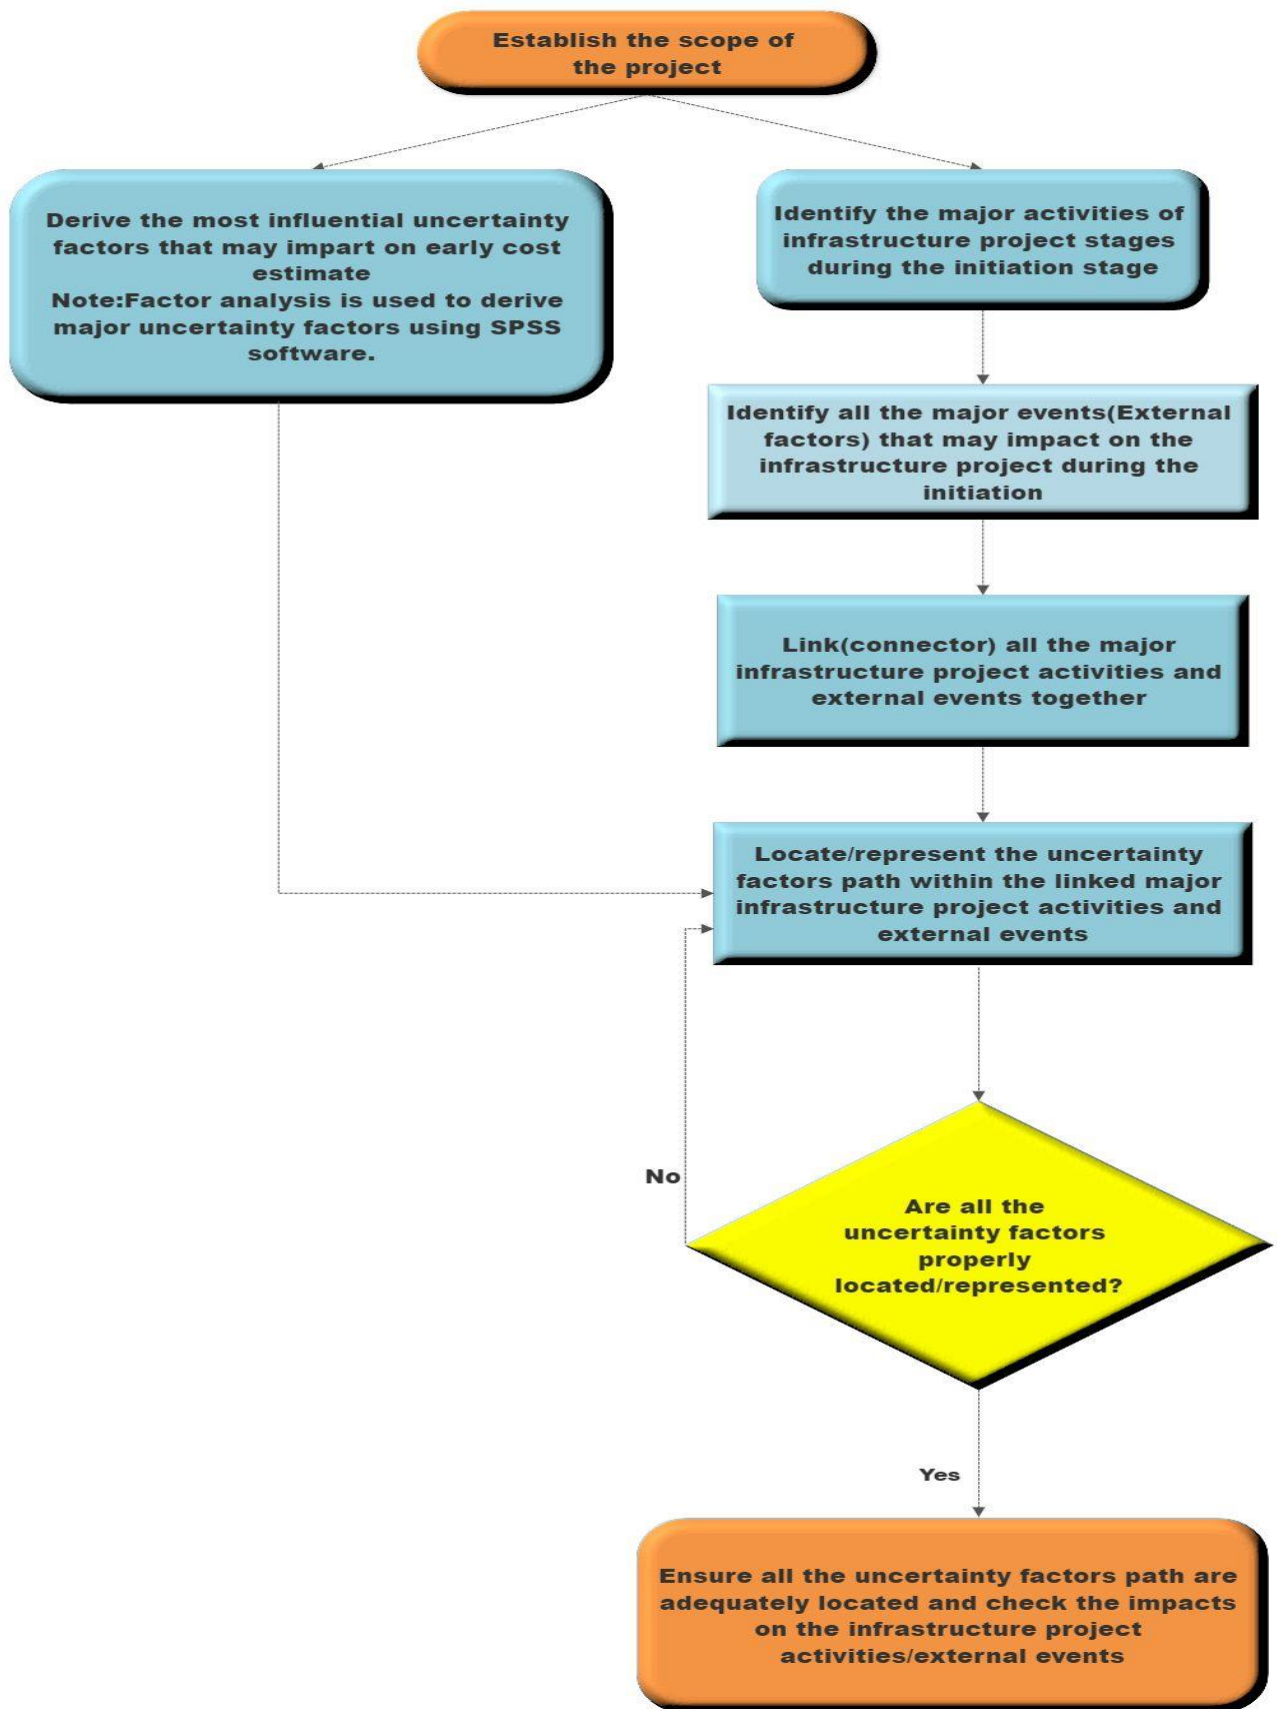 Establish the scope of
the project
Derive the most influential uncertainty
factors that may impart on early cost
estimate
Note:Factor analysis is used to derive
major uncertainty factors using SPSS
software.
Identify the major activities of
infrastructure project stages
during the initiation stage
Identify all the major events(External
factors) that may impact on the
infrastructure project during the
initiation
Link(connector) all the major
infrastructure project activities and
external events together
Locate/represent the uncertainty
factors path within the linked major
infrastructure project activities and
external events
No
Are all the
uncertainty factors
properly
located/represented?
Yes
Ensure all the uncertainty factors path are
adequately located and check the impacts
on the infrastructure project
activities/external events